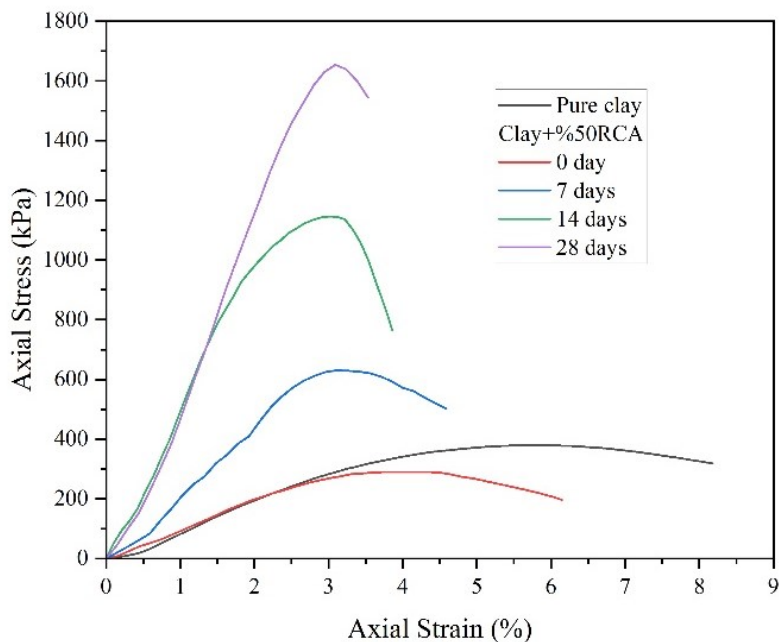 1800
1600
1400
1200
1000
800
600
400
200
0
Axial Stress (kPa)
Pure clay
Clay+%50RCA
0 day
7 days
14 days
28 days
0 1 2 3 4 5 6 7 8 9
Axial Strain (%)